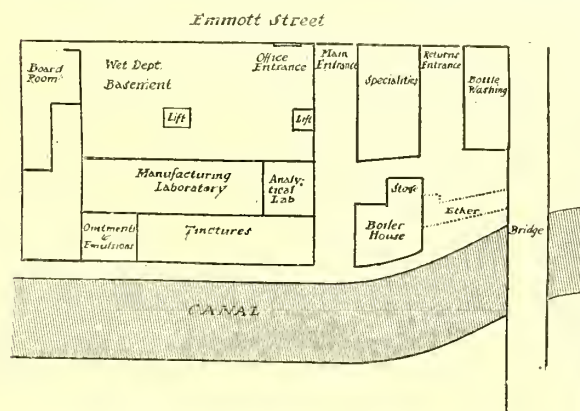 Emmott Street
Board
Room
Wet Dept.
Basement
Office
Entrance
Main
Entrance
Specialities
Returns
Entrance
Bottle
Washing
Lift
Lift
Manufacturing
Laboratory
Analy-
tical
Lab
Store
Ether
Boiler
House
Bridge
Ointments
&
Emulsions
Tinctures
CANAL